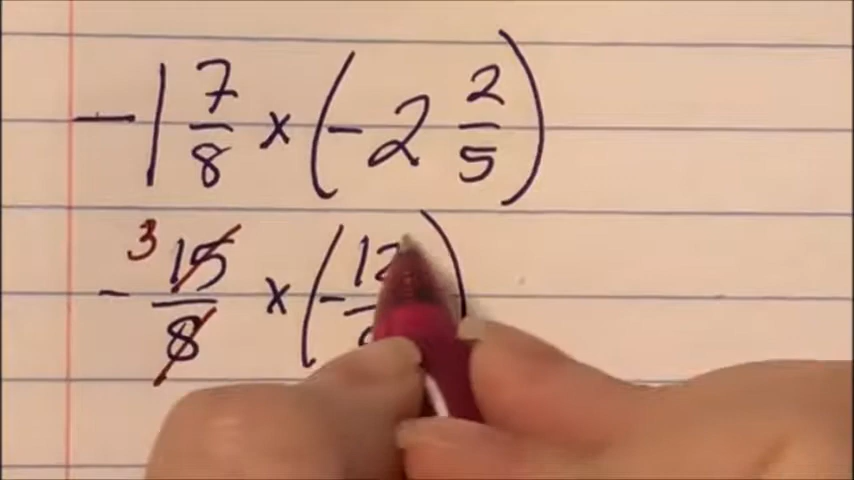 -1 7/8 × (-2 2/5)
3
- 15/8 × (- 12